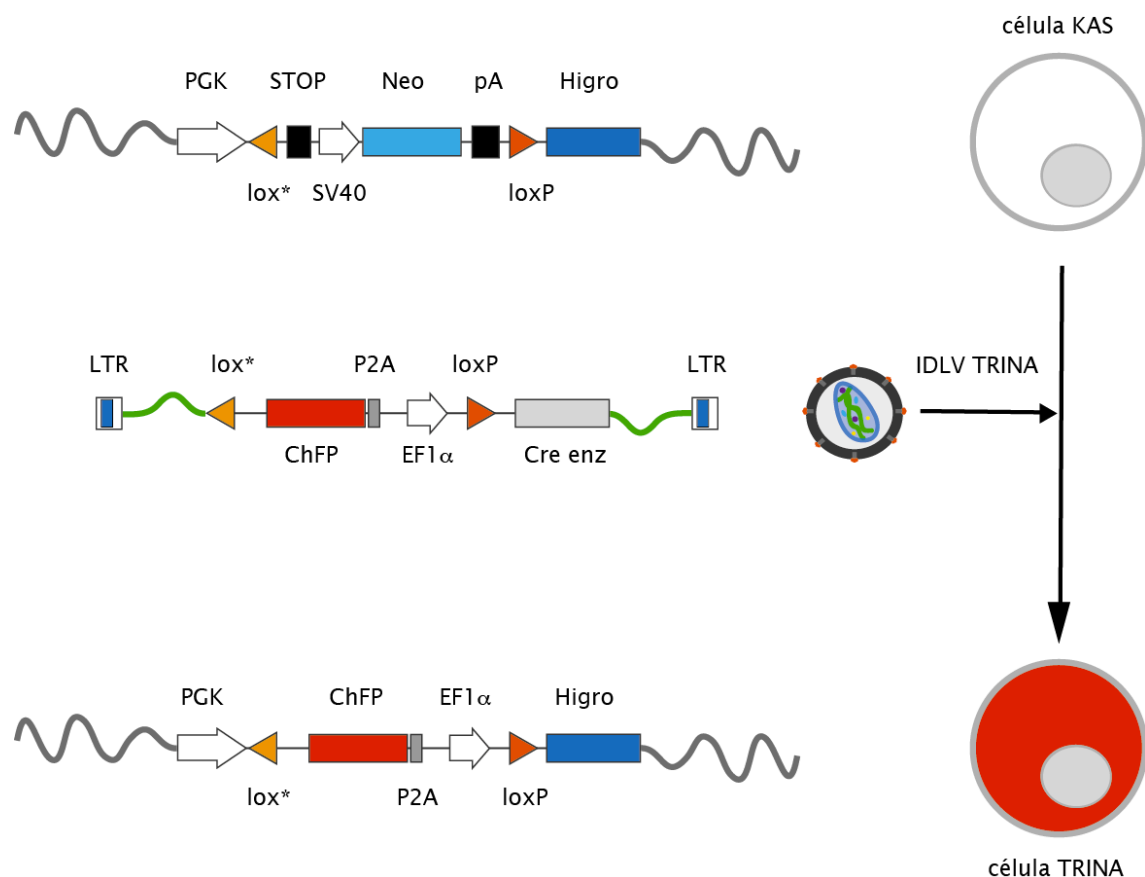 célula KAS
PGK STOP Neo pA Higro
lox* SV40 loxP
LTR lox* P2A loxP LTR IDLV TRINA
ChFP EF1α Cre enz
PGK ChFP EF1α Higro
lox* P2A loxP
célula TRINA